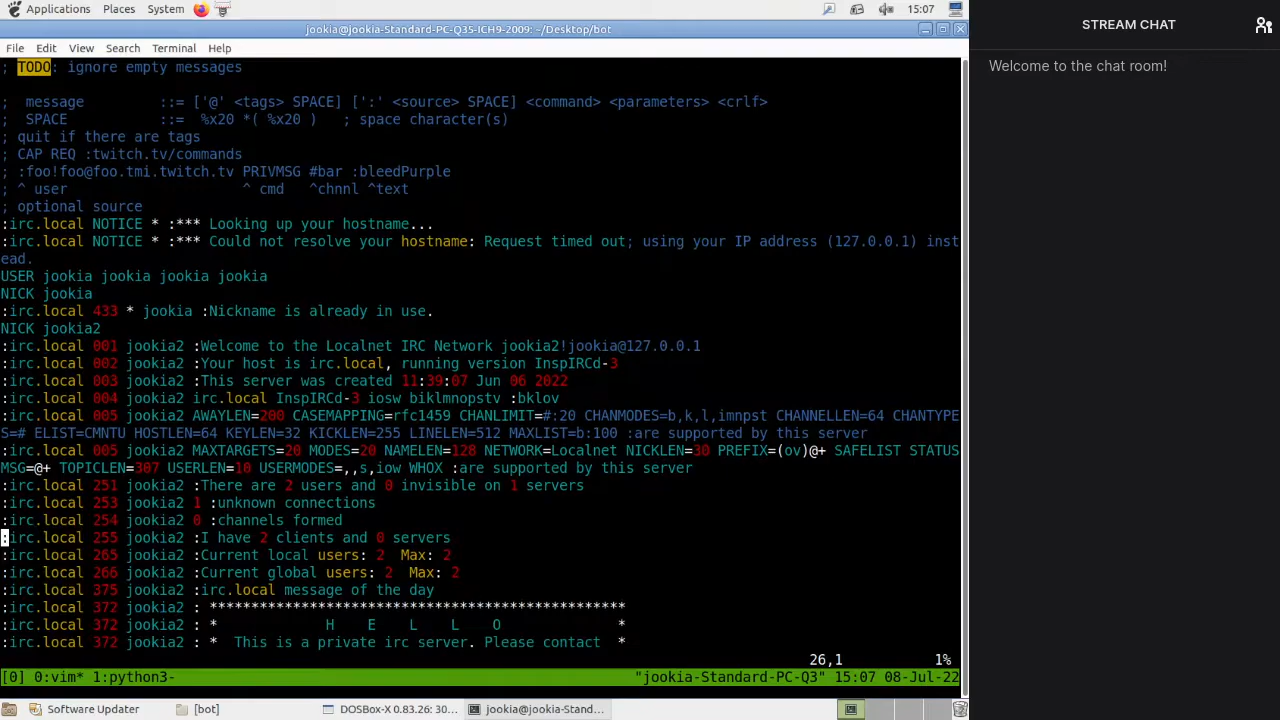 Applications Places System 15:07
jookia@jookia-Standard-PC-Q35-ICH9-2009: ~/Desktop/bot
File Edit View Search Terminal Help
; TODO: ignore empty messages
;  message         ::= ['@' <tags> SPACE] [':' <source> SPACE] <command> <parameters> <crlf>
;  SPACE           ::=  %x20 *( %x20 )   ; space character(s)
; quit if there are tags
; CAP REQ :twitch.tv/commands
; :foo!foo@foo.tmi.twitch.tv PRIVMSG #bar :bleedPurple
; ^ user                     ^ cmd   ^chnnl ^text
; optional source
:irc.local NOTICE * :*** Looking up your hostname...
:irc.local NOTICE * :*** Could not resolve your hostname: Request timed out; using your IP address (127.0.0.1) inst
ead.
USER jookia jookia jookia jookia
NICK jookia
:irc.local 433 * jookia :Nickname is already in use.
NICK jookia2
:irc.local 001 jookia2 :Welcome to the Localnet IRC Network jookia2!jookia@127.0.0.1
:irc.local 002 jookia2 :Your host is irc.local, running version InspIRCd-3
:irc.local 003 jookia2 :This server was created 11:39:07 Jun 06 2022
:irc.local 004 jookia2 irc.local InspIRCd-3 iosw biklmnopstv :bklov
:irc.local 005 jookia2 AWAYLEN=200 CASEMAPPING=rfc1459 CHANLIMIT=#:20 CHANMODES=b,k,l,imnpst CHANNELLEN=64 CHANTYPE
S=# ELIST=CMNTU HOSTLEN=64 KEYLEN=32 KICKLEN=255 LINELEN=512 MAXLIST=b:100 :are supported by this server
:irc.local 005 jookia2 MAXTARGETS=20 MODES=20 NAMELEN=128 NETWORK=Localnet NICKLEN=30 PREFIX=(ov)@+ SAFELIST STATUS
MSG=@+ TOPICLEN=307 USERLEN=10 USERMODES=,,s,iow WHOX :are supported by this server
:irc.local 251 jookia2 :There are 2 users and 0 invisible on 1 servers
:irc.local 253 jookia2 1 :unknown connections
:irc.local 254 jookia2 0 :channels formed
:irc.local 255 jookia2 :I have 2 clients and 0 servers
:irc.local 265 jookia2 :Current local users: 2  Max: 2
:irc.local 266 jookia2 :Current global users: 2  Max: 2
:irc.local 375 jookia2 :irc.local message of the day
:irc.local 372 jookia2 : **************************************************
:irc.local 372 jookia2 : *             H    E    L    L    O              *
:irc.local 372 jookia2 : *  This is a private irc server. Please contact  *
26,1 1%
[0] 0:vim* 1:python3- "jookia-Standard-PC-Q3" 15:07 08-Jul-22
Software Updater [bot] DOSBox-X 0.83.26: 30... jookia@jookia-Stand...
STREAM CHAT
Welcome to the chat room!